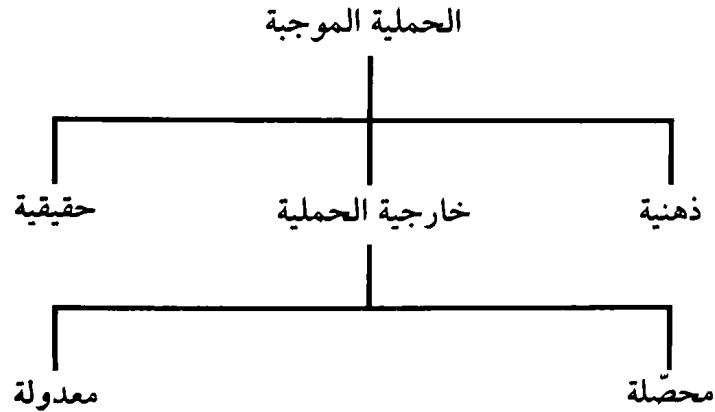 الحملية الموجبة
ذهنية
خارجية الحملية
حقيقية
محصّلة
معدولة